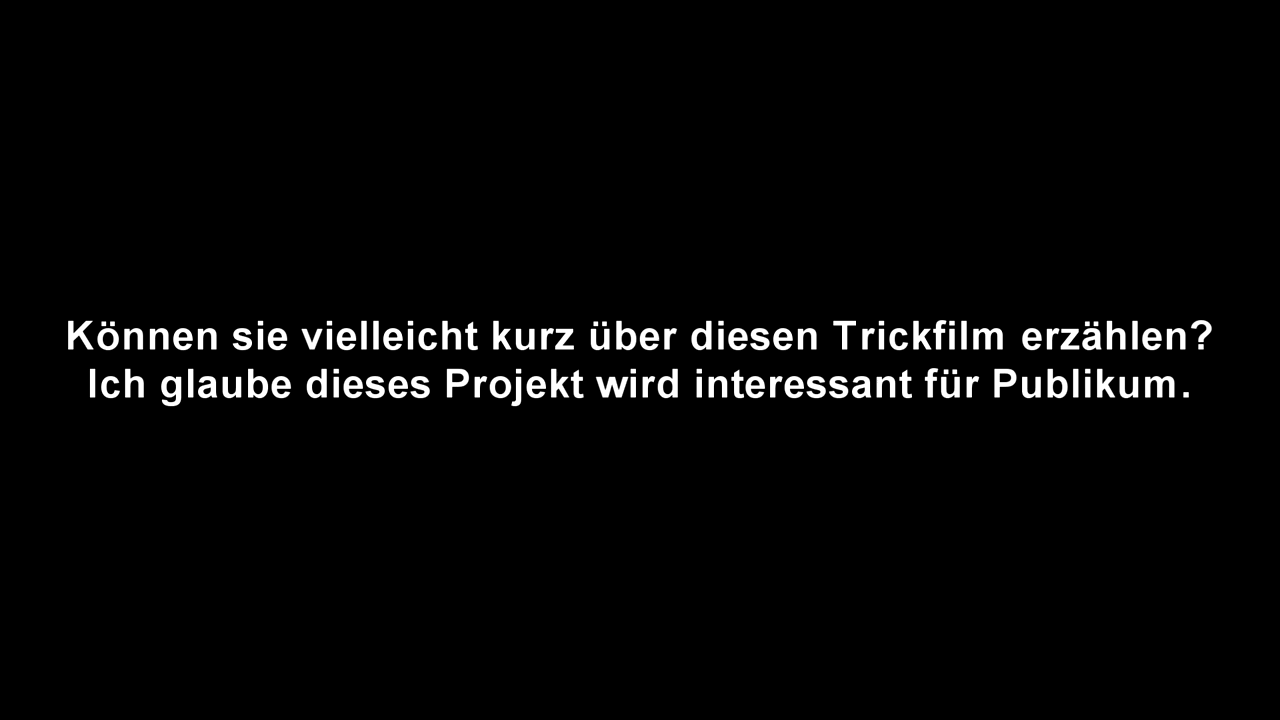 Können sie vielleicht kurz über diesen Trickfilm erzählen?
Ich glaube dieses Projekt wird interessant für Publikum.